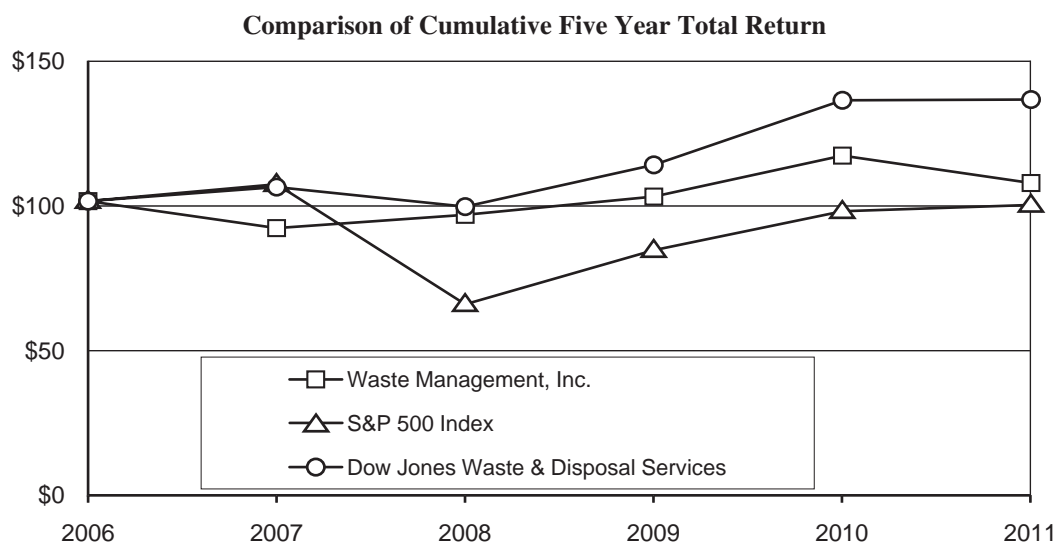 Comparison of Cumulative Five Year Total Return
$150
$100
$50
$0
Waste Management, Inc.
S&P 500 Index
Dow Jones Waste & Disposal Services
2006 2007 2008 2009 2010 2011